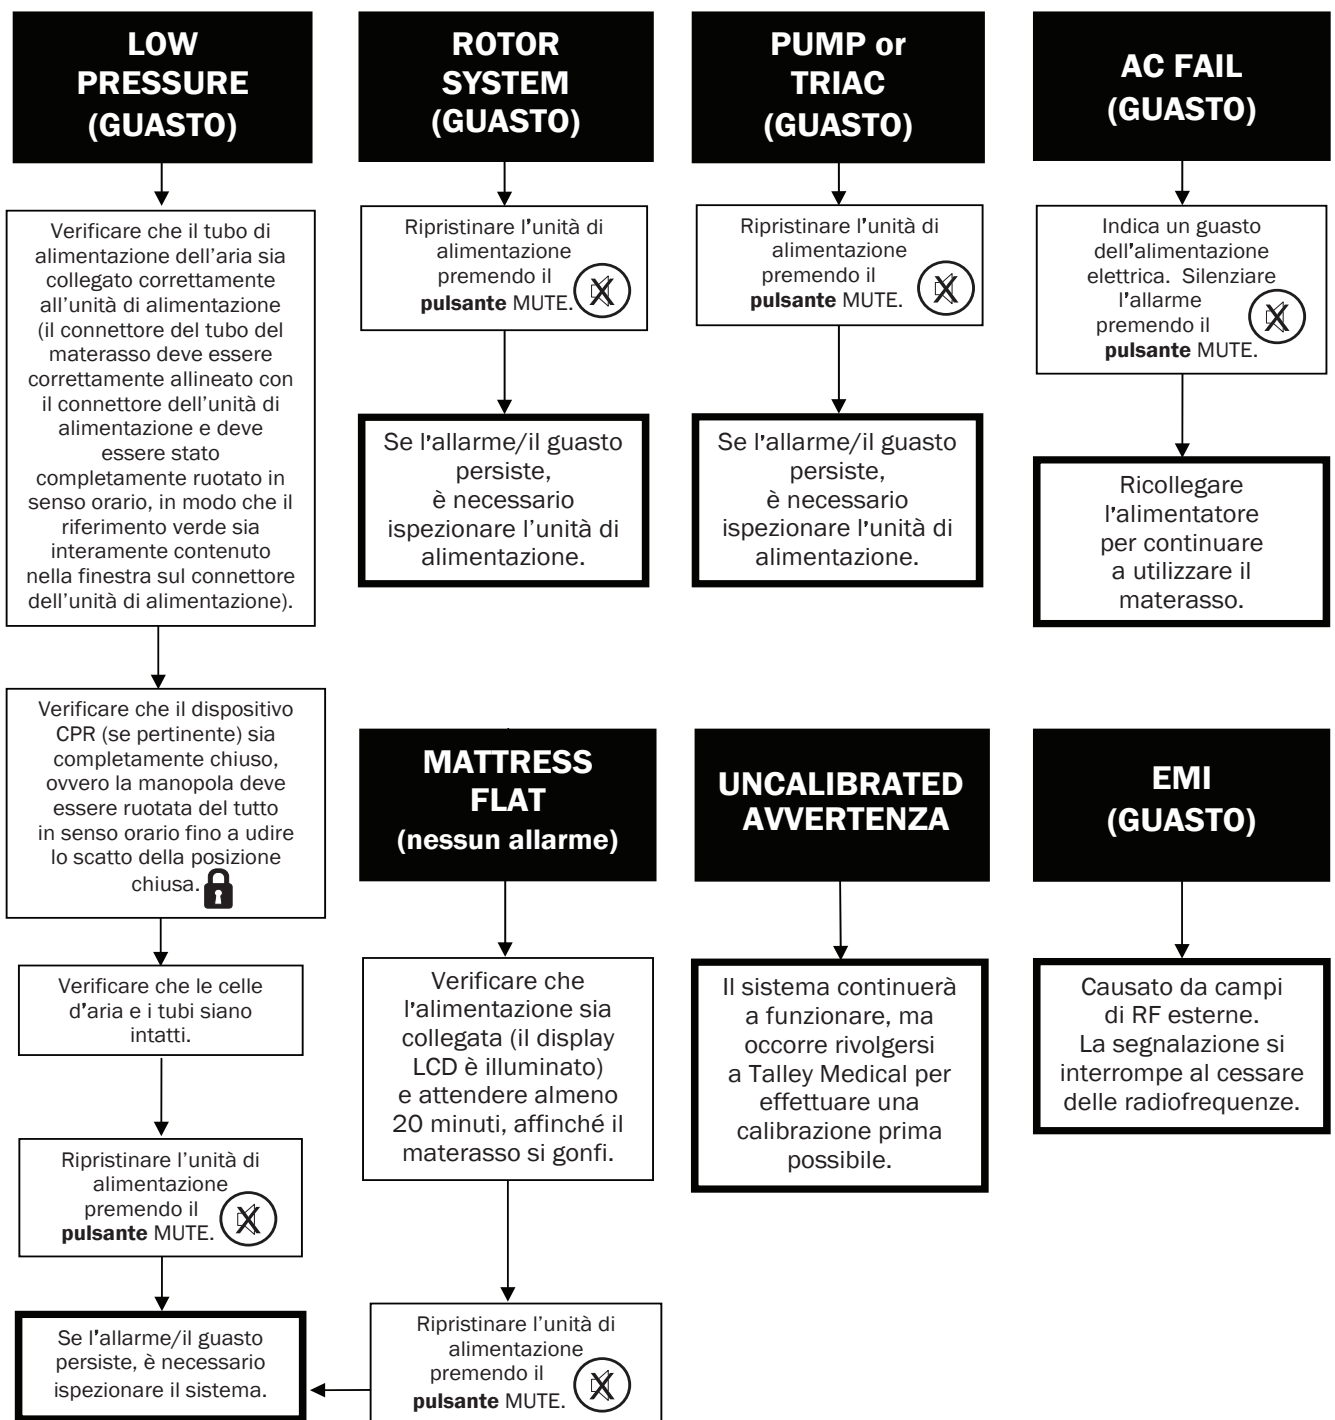 LOW
PRESSURE
(GUASTO)
Verificare che il tubo di
alimentazione dell'aria sia
collegato correttamente
all'unità di alimentazione
(il connettore del tubo del
materasso deve essere
correttamente allineato con
il connettore dell'unità di
alimentazione e deve
essere stato
completamente ruotato in
senso orario, in modo che il
riferimento verde sia
interamente contenuto
nella finestra sul connettore
dell'unità di alimentazione).
Verificare che il dispositivo
CPR (se pertinente) sia
completamente chiuso,
ovvero la manopola deve
essere ruotata del tutto
in senso orario fino a udire
lo scatto della posizione
chiusa.
Verificare che le celle
d'aria e i tubi siano
intatti.
Ripristinare l'unità di
alimentazione
premendo il
pulsante MUTE.
Se l'allarme/il guasto
persiste, è necessario
ispezionare il sistema.
ROTOR
SYSTEM
(GUASTO)
Ripristinare l'unità di
alimentazione
premendo il
pulsante MUTE.
Se l'allarme/il guasto
persiste,
è necessario
ispezionare l'unità di
alimentazione.
PUMP or
TRIAC
(GUASTO)
Ripristinare l'unità di
alimentazione
premendo il
pulsante MUTE.
Se l'allarme/il guasto
persiste,
è necessario
ispezionare l'unità di
alimentazione.
AC FAIL
(GUASTO)
Indica un guasto
dell'alimentazione
elettrica. Silenziare
l'allarme
premendo il
pulsante MUTE.
Ricollegare
l'alimentatore
per continuare
a utilizzare il
materasso.
MATTRESS
FLAT
(nessun allarme)
Verificare che
l'alimentazione sia
collegata (il display
LCD è illuminato)
e attendere almeno
20 minuti, affinché il
materasso si gonfi.
Ripristinare l'unità di
alimentazione
premendo il
pulsante MUTE.
UNCALIBRATED
AVVERTENZA
Il sistema continuerà
a funzionare, ma
occorre rivolgersi
a Talley Medical per
effettuare una
calibrazione prima
possibile.
EMI
(GUASTO)
Causato da campi
di RF esterne.
La segnalazione si
interrompe al cessare
delle radiofrequenze.